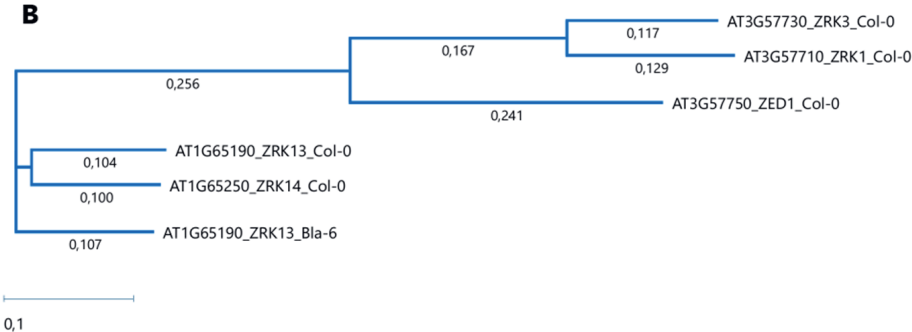 B
AT3G57730_ZRK3_Col-0
0,117
0,167
AT3G57710_ZRK1_Col-0
0,129
0,256
AT3G57750_ZED1_Col-0
0,241
AT1G65190_ZRK13_Col-0
0,104
AT1G65250_ZRK14_Col-0
0,100
AT1G65190_ZRK13_Bla-6
0,107
0,1